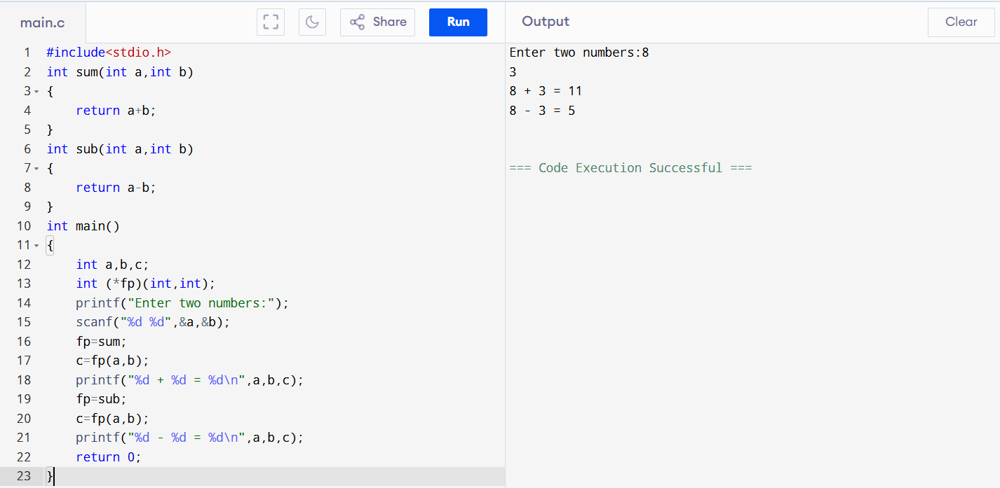 main.c
Share
Run
Output
Clear
1 #include<stdio.h>
2 int sum(int a,int b)
3 {
4     return a+b;
5 }
6 int sub(int a,int b)
7 {
8     return a-b;
9 }
10 int main()
11 {
12     int a,b,c;
13     int (*fp)(int,int);
14     printf("Enter two numbers:");
15     scanf("%d %d",&a,&b);
16     fp=sum;
17     c=fp(a,b);
18     printf("%d + %d = %d\n",a,b,c);
19     fp=sub;
20     c=fp(a,b);
21     printf("%d - %d = %d\n",a,b,c);
22     return 0;
23 }
Enter two numbers:8
3
8 + 3 = 11
8 - 3 = 5
=== Code Execution Successful ===